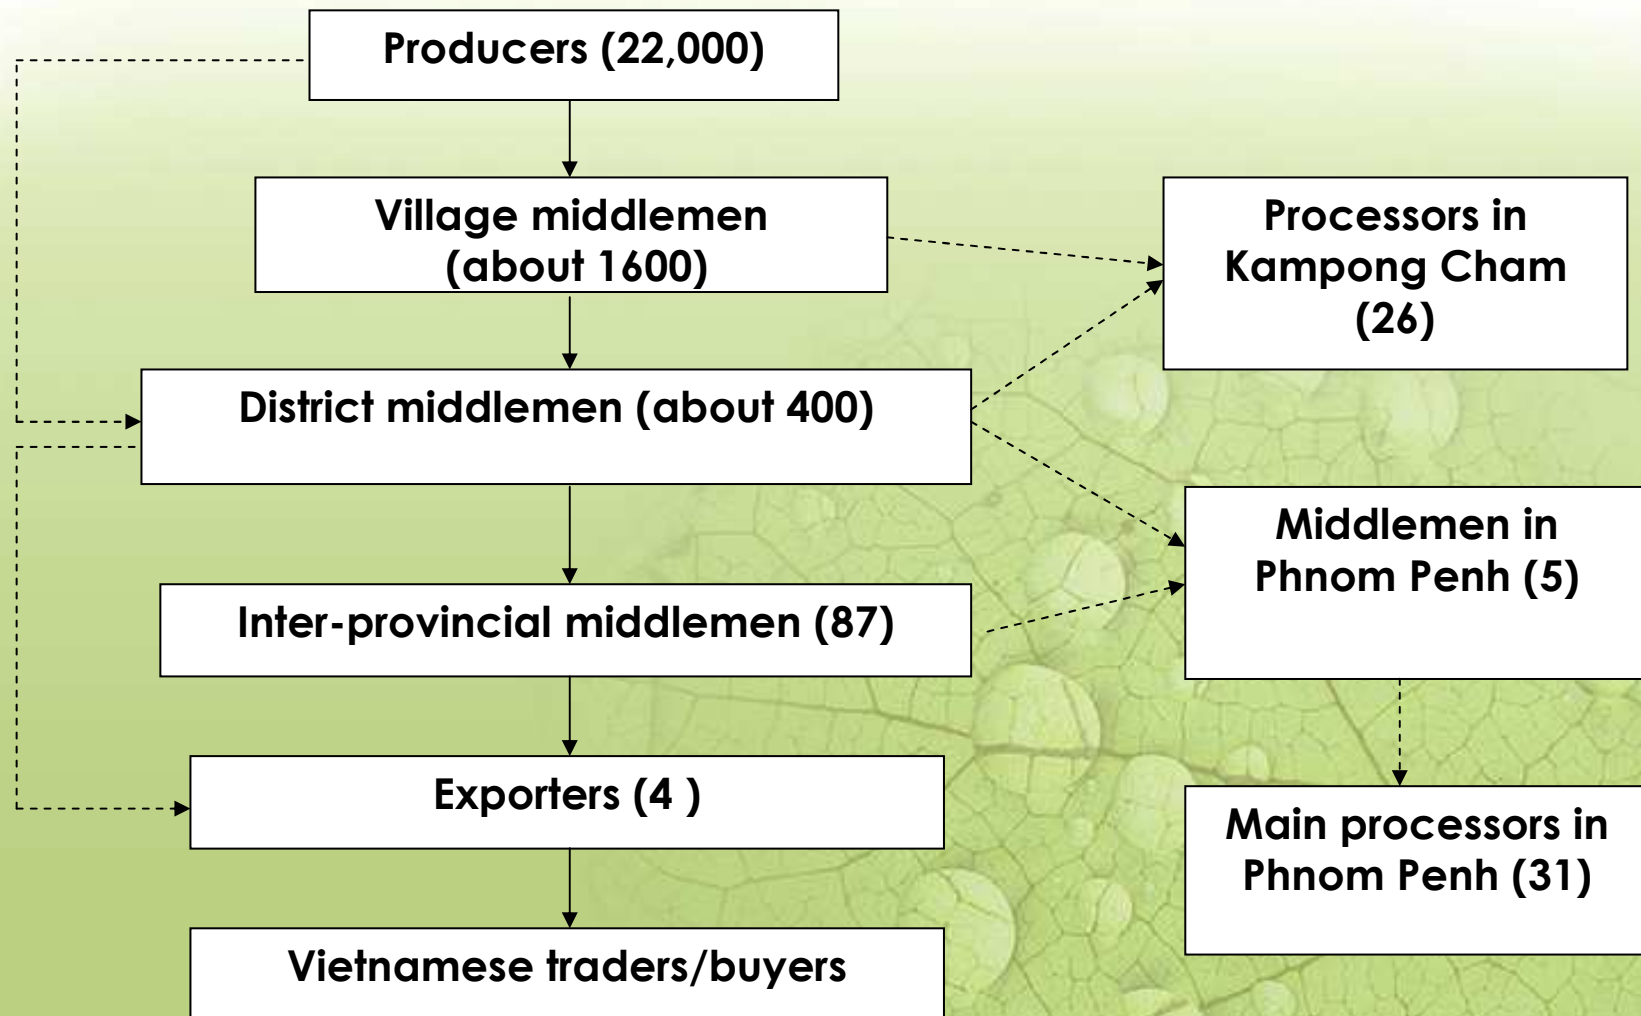 Producers (22,000)
Village middlemen
(about 1600)
Processors in
Kampong Cham
(26)
District middlemen (about 400)
Middlemen in
Phnom Penh (5)
Inter-provincial middlemen (87)
Exporters (4 )
Main processors in
Phnom Penh (31)
Vietnamese traders/buyers